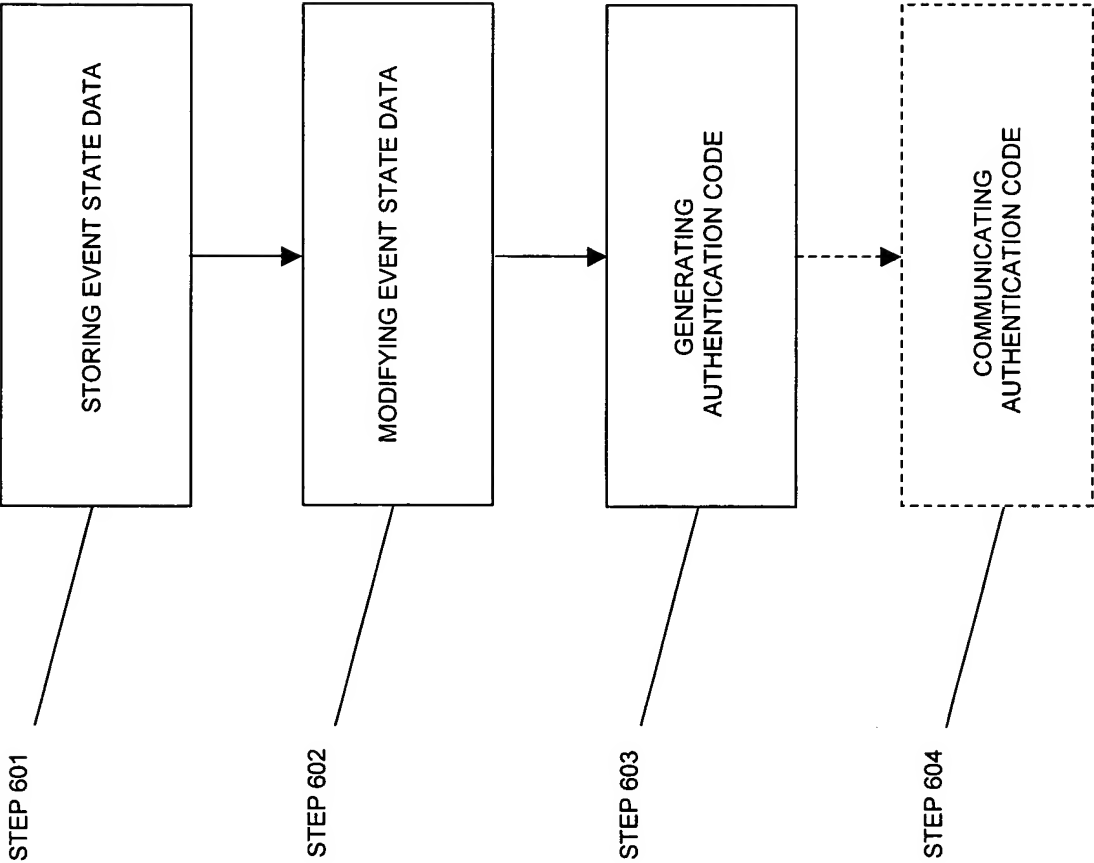 STEP 601
STORING EVENT STATE DATA
STEP 602
MODIFYING EVENT STATE DATA
STEP 603
GENERATING
AUTHENTICATION CODE
STEP 604
COMMUNICATING
AUTHENTICATION CODE